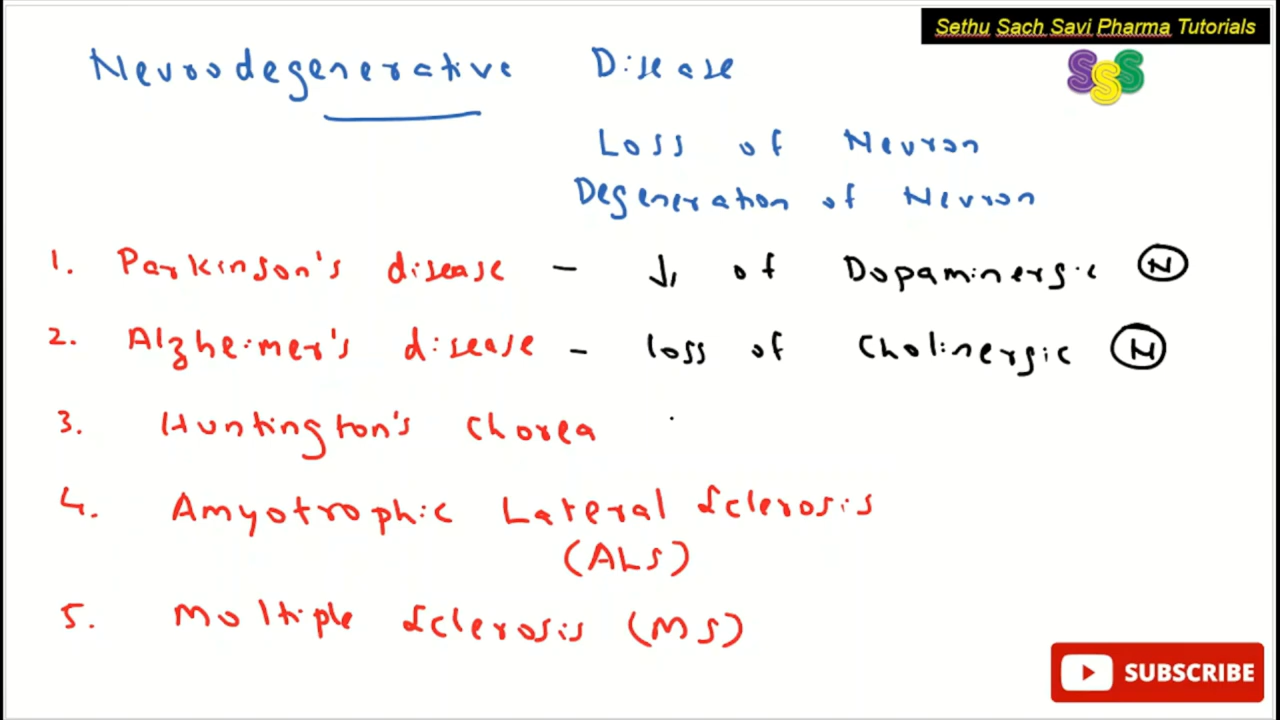 Sethu Sach Savi Pharma Tutorials
SSS
Neurodegenerative Disease
Loss of Neuron
Degeneration of Neuron
1. Parkinson's disease - ↓ of Dopaminergic N
2. Alzheimer's disease - loss of Cholinergic N
3. Huntington's Chorea
4. Amyotrophic Lateral Sclerosis
(ALS)
5. Multiple Sclerosis (MS)
SUBSCRIBE